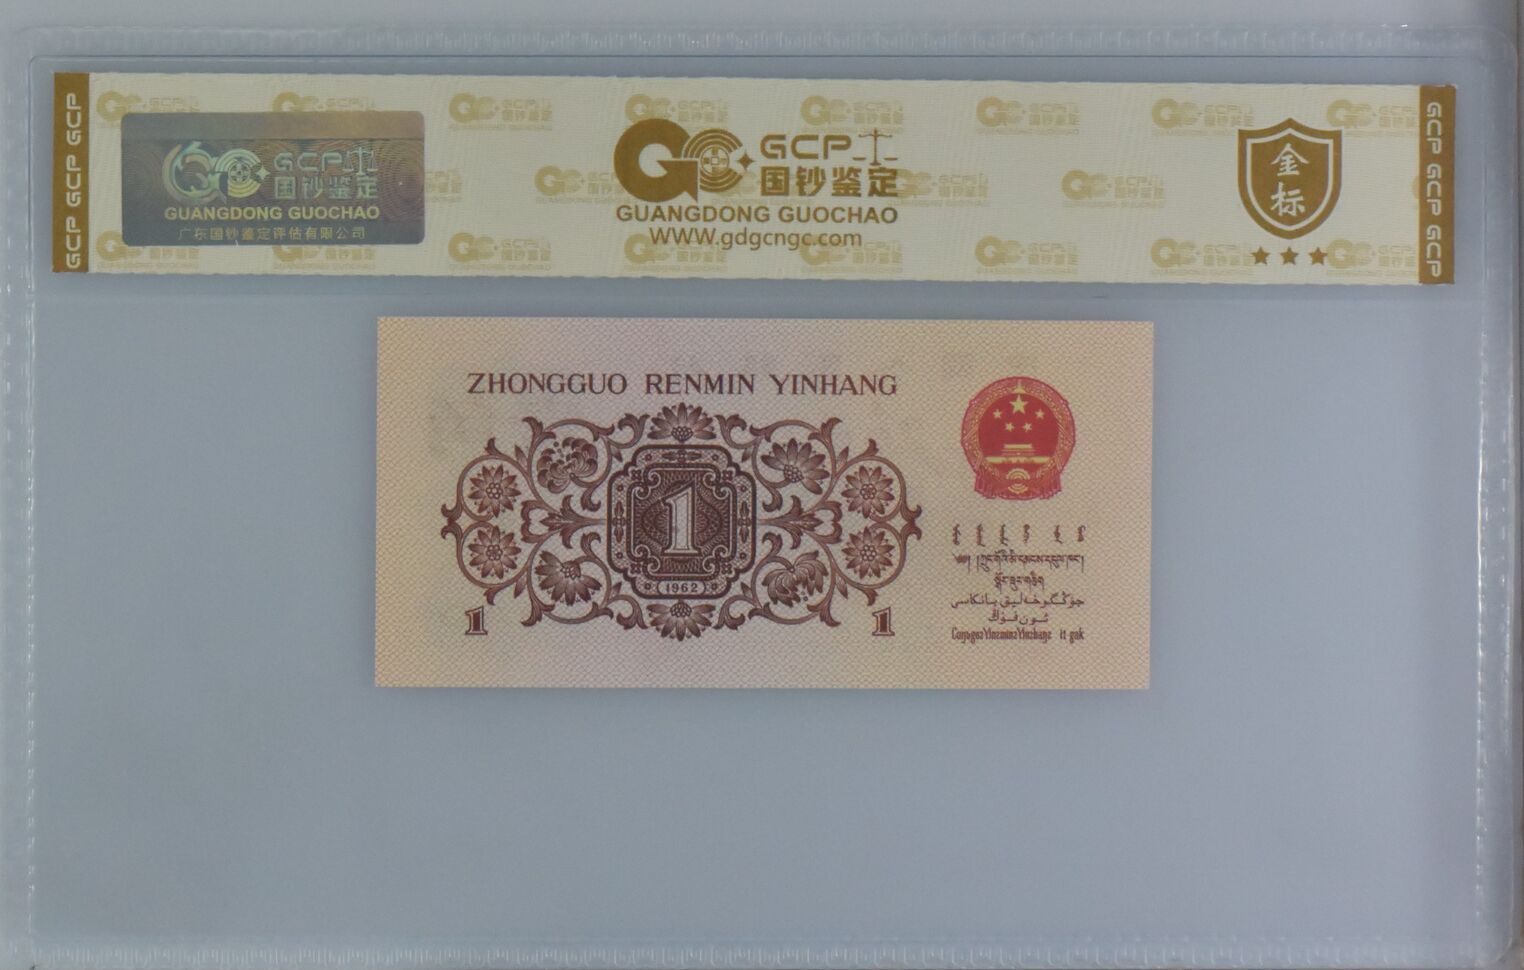 GCP GCP GCP
GCP
国钞鉴定
GUANGDONG GUOCHAO
广东国钞鉴定评估有限公司
GCP
国钞鉴定
GUANGDONG GUOCHAO
WWW.gdgcngc.com
金标
GCP GCP GCP
ZHONGGUO RENMIN YINHANG
1
1962
1
1